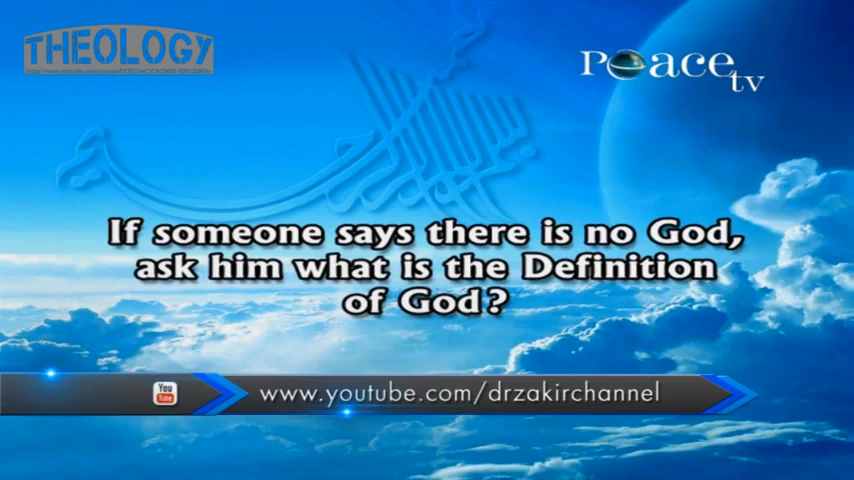 THEOLOGY
Peace tv
If someone says there is no God,
ask him what is the Definition
of God?
You
Tube
www.youtube.com/drzakirchannel